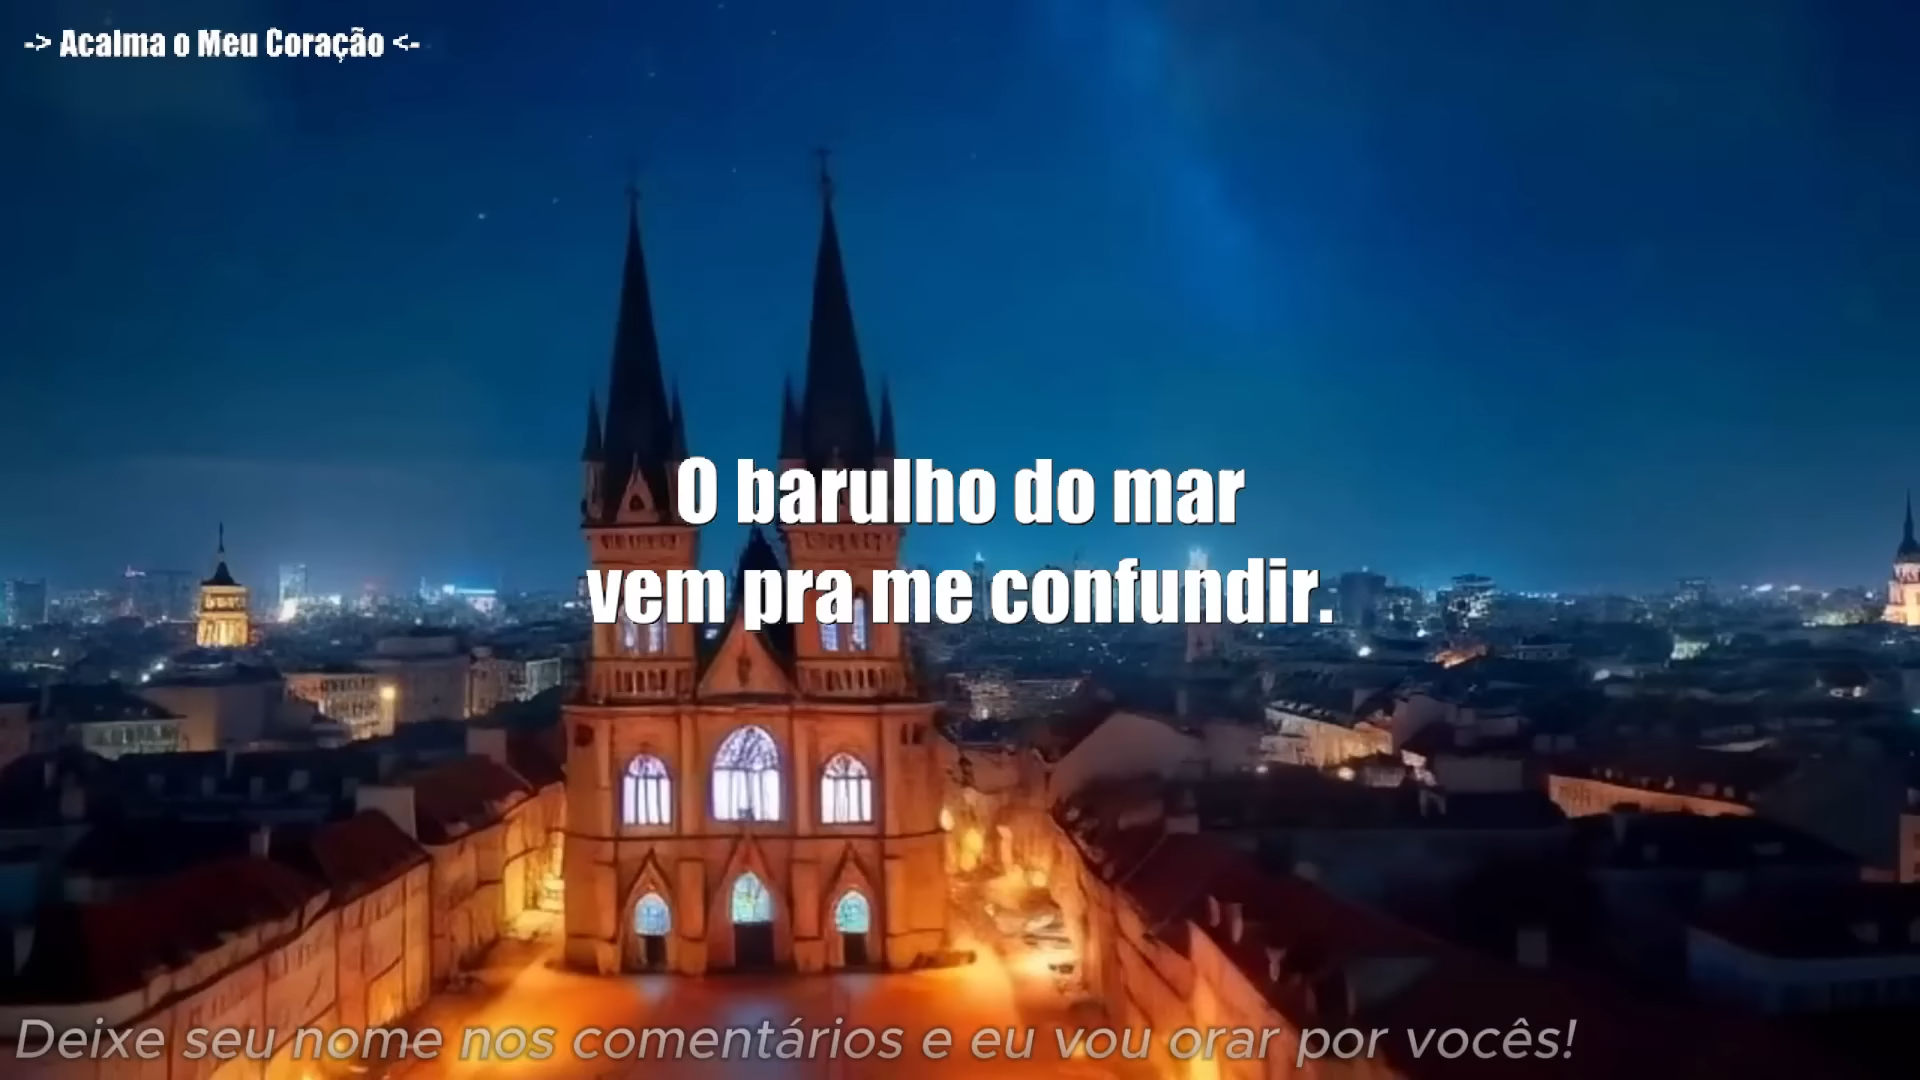 -> Acalma o Meu Coração <-
O barulho do mar
vem pra me confundir.
Deixe seu nome nos comentários e eu vou orar por vocês!